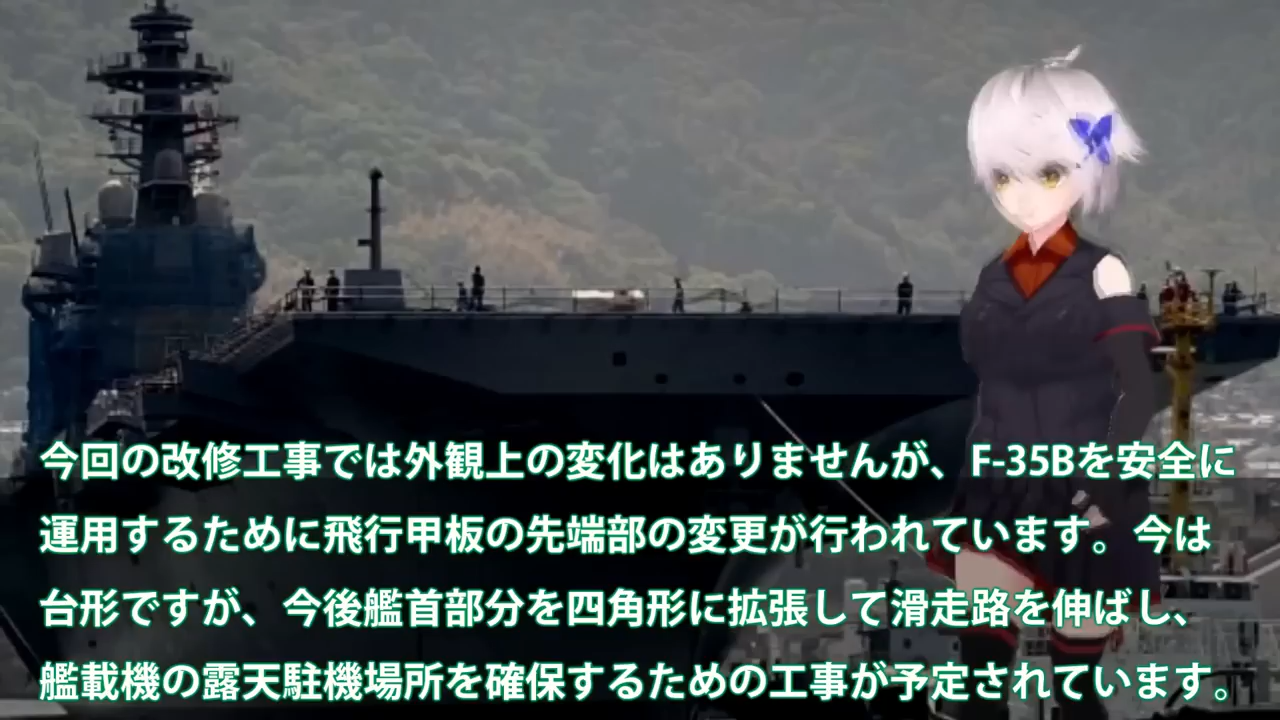 今回の改修工事では外観上の変化はありませんが、F-35Bを安全に
運用するために飛行甲板の先端部の変更が行われています。今は
台形ですが、今後艦首部分を四角形に拡張して滑走路を伸ばし、
艦載機の露天駐機場所を確保するための工事が予定されています。